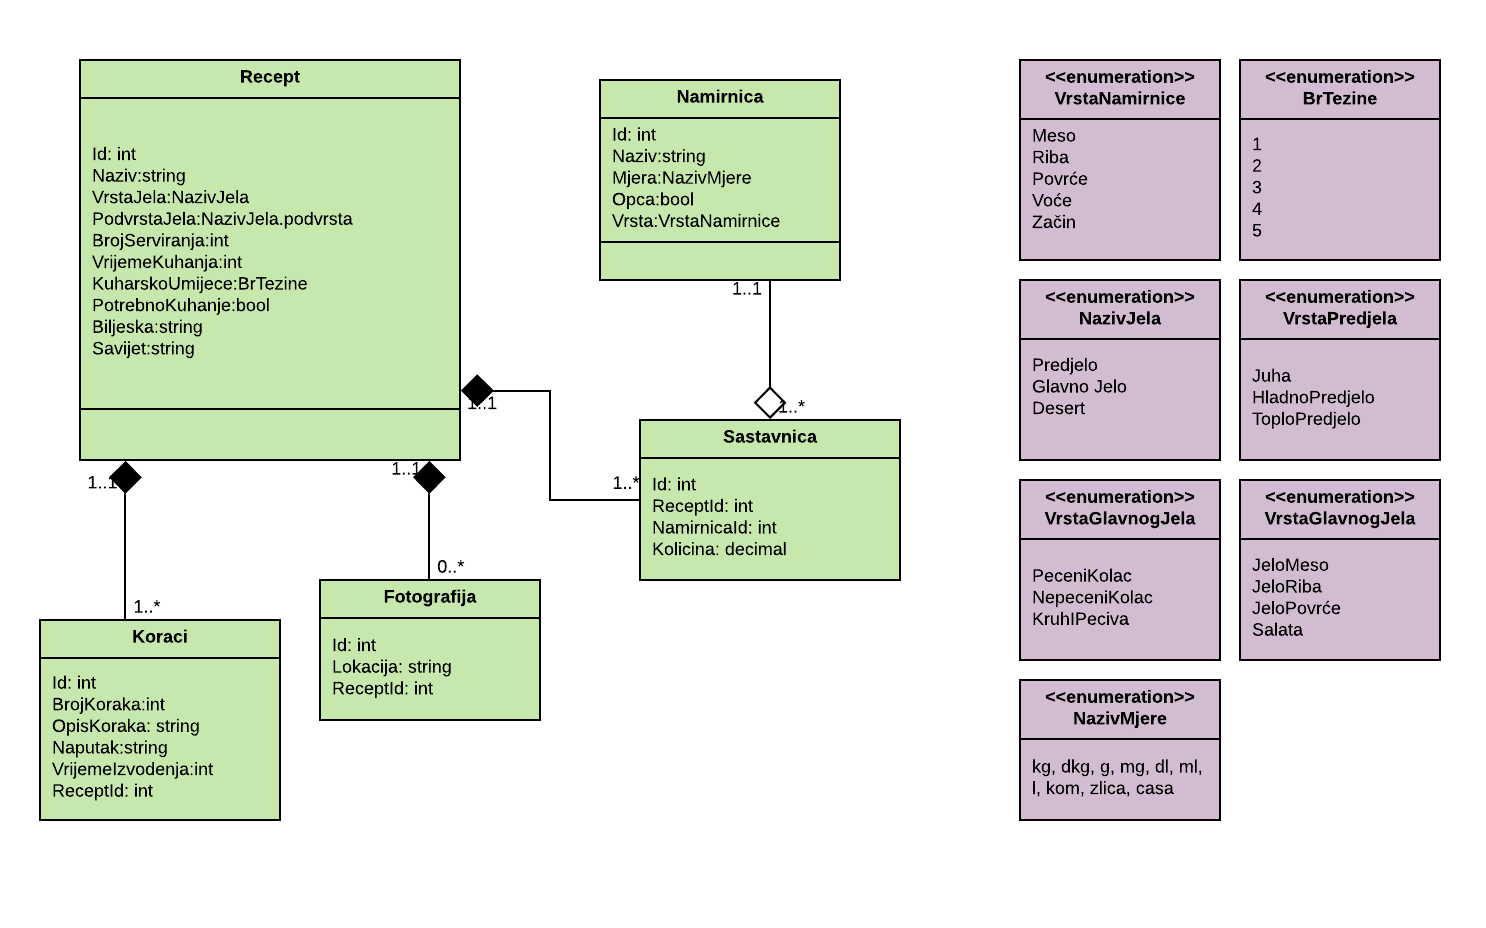 Recept
Id: int
Naziv:string
VrstaJela:NazivJela
PodvrstaJela:NazivJela.podvrsta
BrojServiranja:int
VrijemeKuhanja:int
KuharskoUmijece:BrTezine
PotrebnoKuhanje:bool
Biljeska:string
Savijet:string
1..1
1..1
1..1
Namirnica
Id: int
Naziv:string
Mjera:NazivMjere
Opca:bool
Vrsta:VrstaNamirnice
1..1
1..*
Sastavnica
1..*
Id: int
ReceptId: int
NamirnicaId: int
Kolicina: decimal
0..*
Fotografija
Id: int
Lokacija: string
ReceptId: int
1..*
Koraci
Id: int
BrojKoraka:int
OpisKoraka: string
Naputak:string
VrijemeIzvodenja:int
ReceptId: int
<<enumeration>>
VrstaNamirnice
Meso
Riba
Povrće
Voće
Začin
<<enumeration>>
BrTezine
1
2
3
4
5
<<enumeration>>
NazivJela
Predjelo
Glavno Jelo
Desert
<<enumeration>>
VrstaPredjela
Juha
HladnoPredjelo
ToploPredjelo
<<enumeration>>
VrstaGlavnogJela
PeceniKolac
NepeceniKolac
KruhIPeciva
<<enumeration>>
VrstaGlavnogJela
JeloMeso
JeloRiba
JeloPovrće
Salata
<<enumeration>>
NazivMjere
kg, dkg, g, mg, dl, ml,
l, kom, zlica, casa